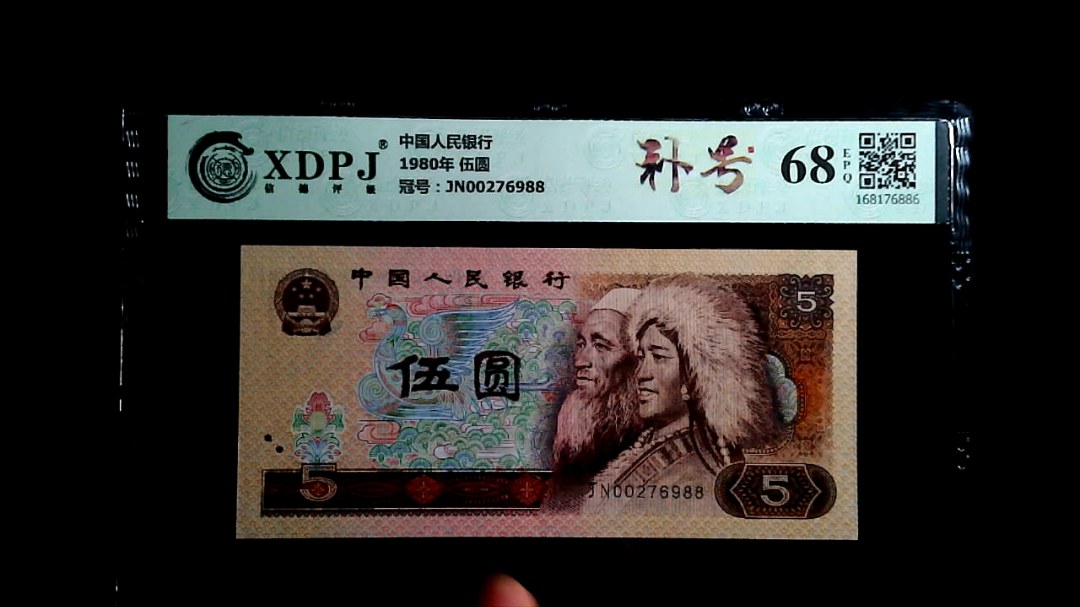 XDPJ®
信德评级
中国人民银行
1980年 伍圆
冠号：JN00276988
补号
68
EPQ
168176886
中国人民银行
5
伍圆
5
JN00276988
5